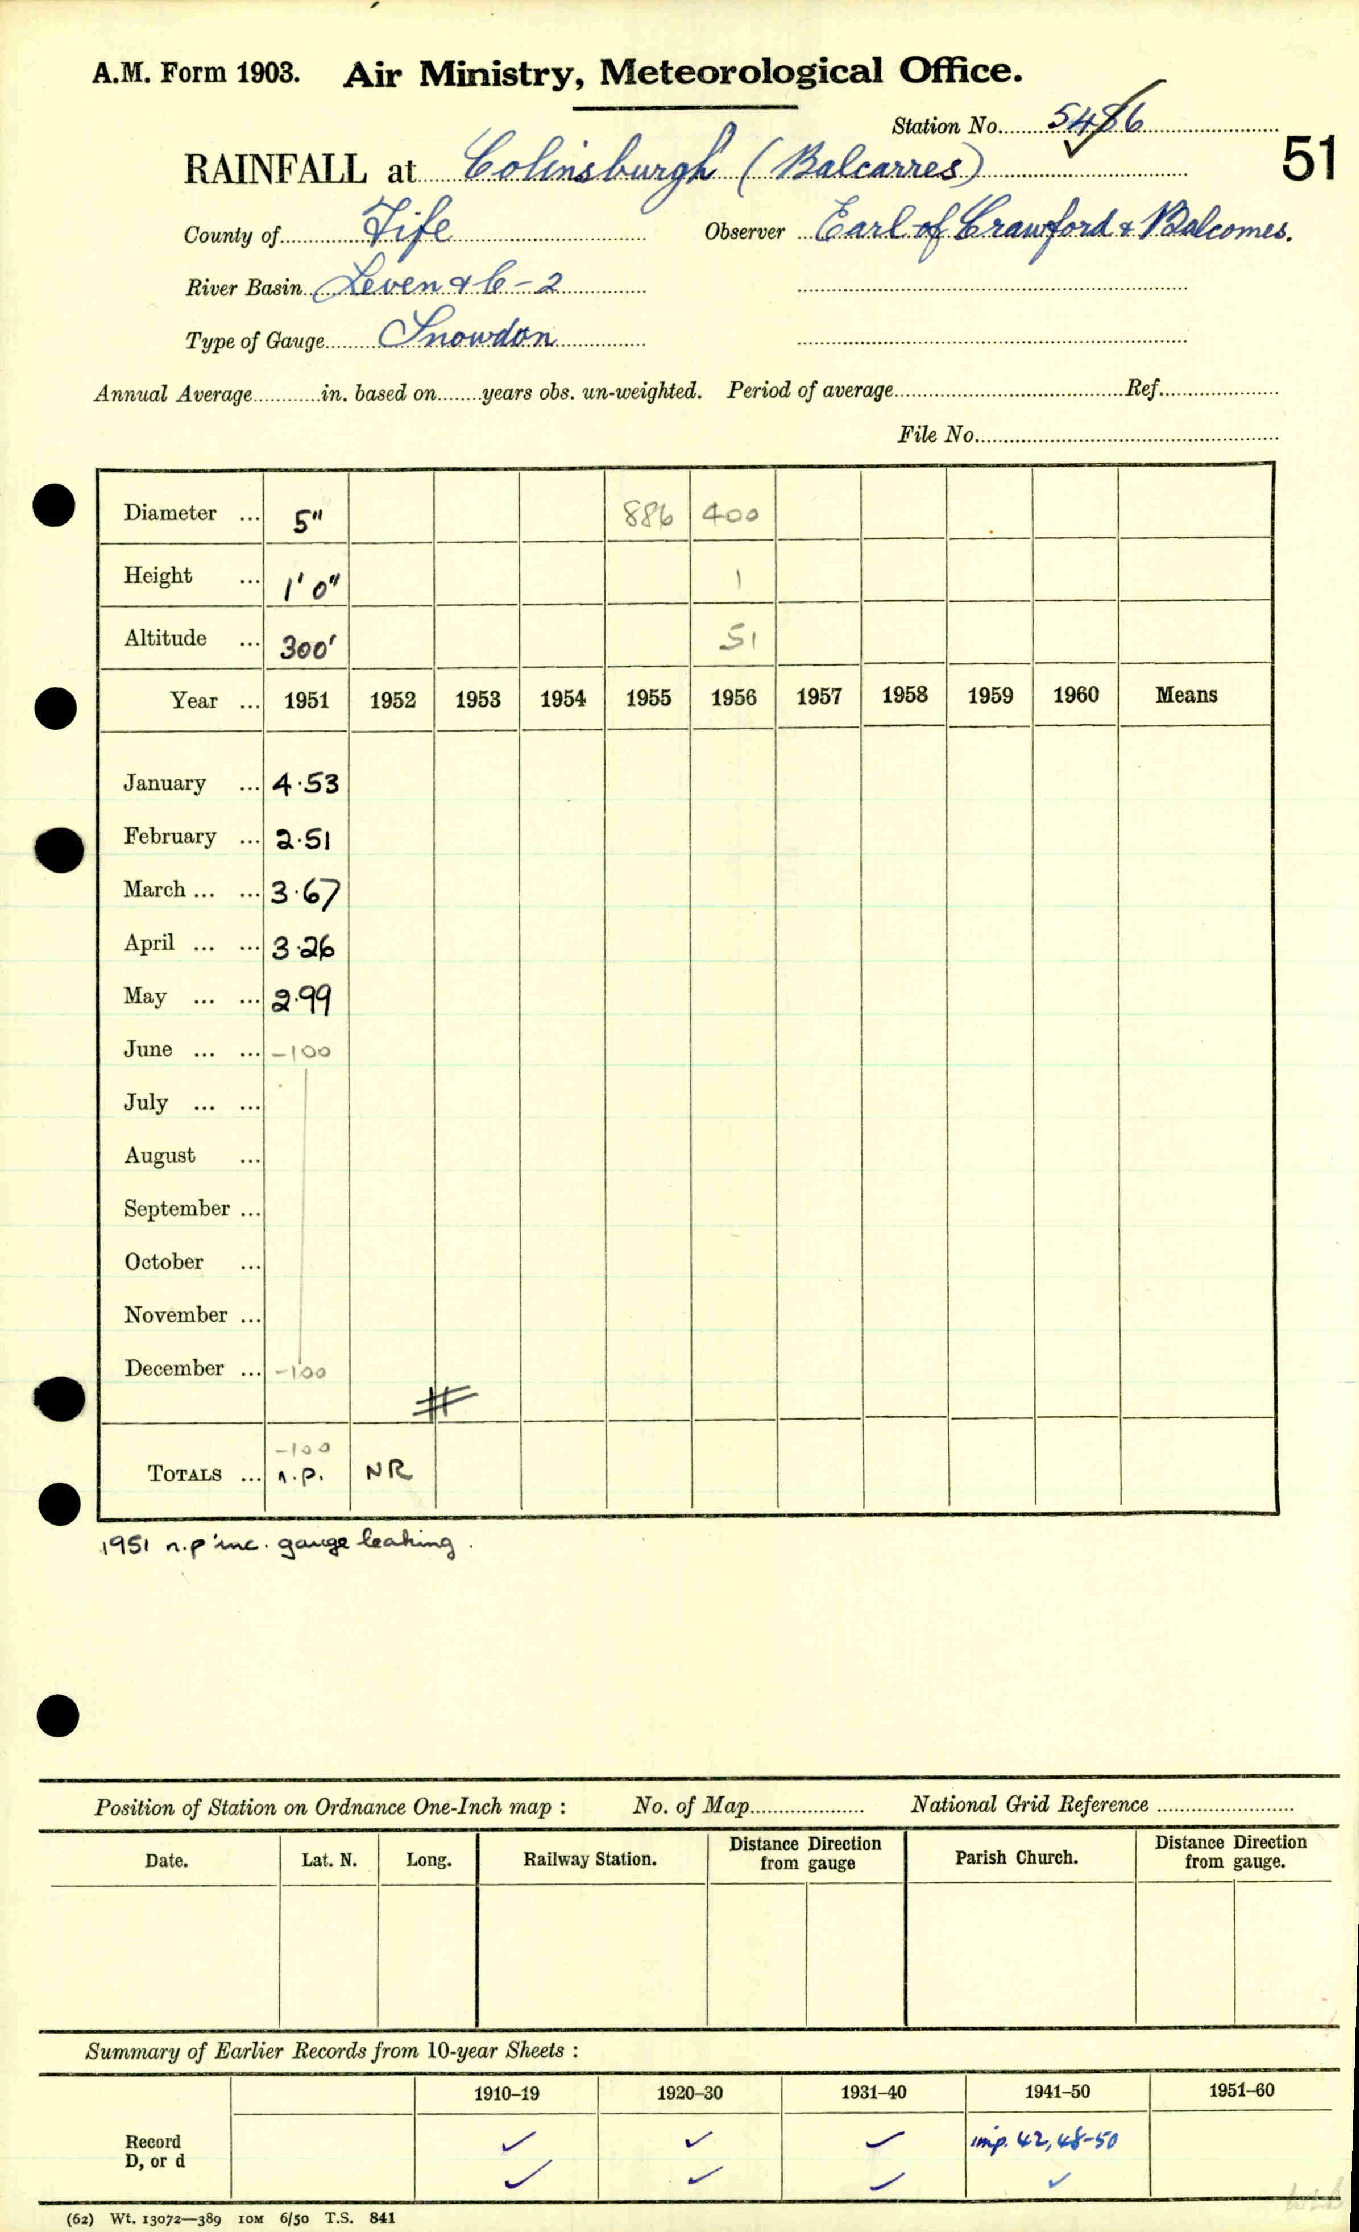 A.M. Form 1903. Air Ministry, Meteorological Office.
Station No. 5486
51
RAINFALL at Colinsburgh (Balcarres)
County of Fife Observer Earl of Crawford & Balcomes.
River Basin Leven & C-2
Type of Gauge Snowdon
Annual Average in. based on years obs. un-weighted. Period of average Ref.
File No.
Diameter ... 5" 886 400
Height ... 1' 0" 1
Altitude ... 300' 51
Year ... 1951 1952 1953 1954 1955 1956 1957 1958 1959 1960 Means
January ... 4.53
February ... 2.51
March ... ... 3.67
April ... ... 3.26
May ... ... 2.99
June ... ... -100
July ... ...
August ...
September ...
October ...
November ...
December ... -100
#
-100
TOTALS ... n.p. NR
1951 n.p inc. gauge leaking.
Position of Station on Ordnance One-Inch map : No. of Map National Grid Reference
Date. Lat. N. Long. Railway Station. Distance from Direction gauge Parish Church. Distance from Direction gauge.
Summary of Earlier Records from 10-year Sheets :
1910–19 1920–30 1931–40 1941–50 1951–60
Record ✓ ✓ ✓ imp. 42, 48-50
D, or d ✓ ✓ ✓ ✓
(62) Wt. 13072—389 10M 6/50 T.S. 841